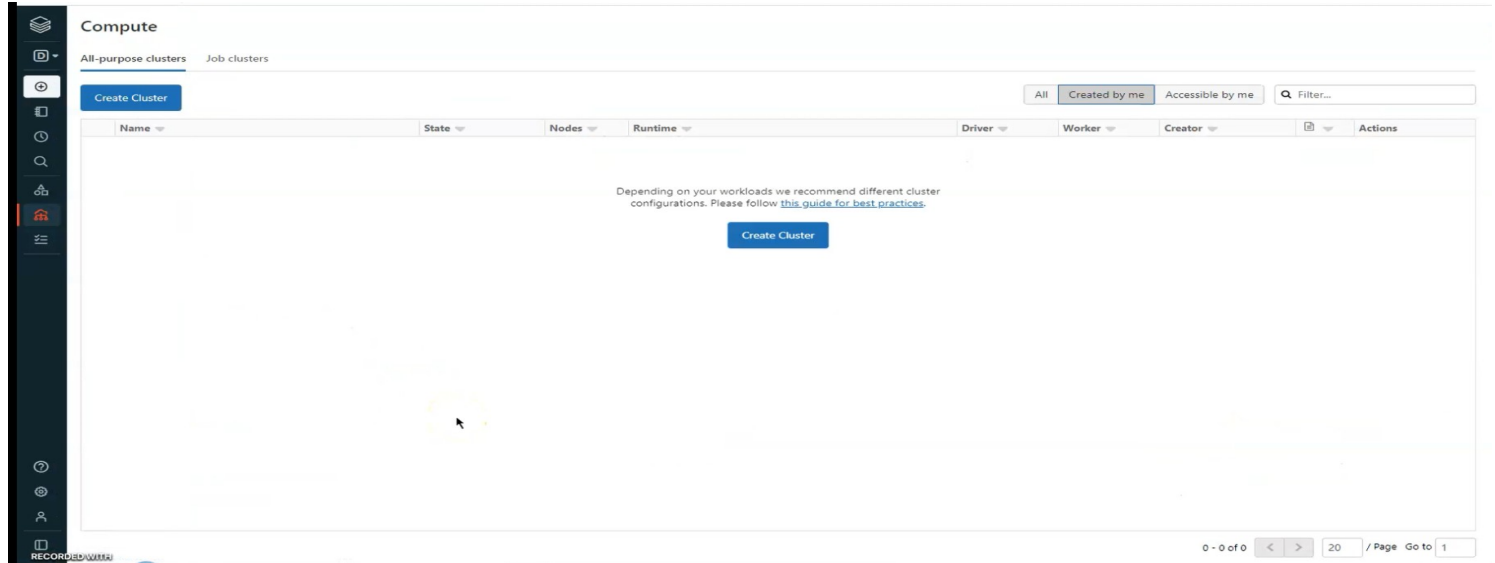 Compute
D
All-purpose clusters Job clusters
Create Cluster All Created by me Accessible by me Filter...
Name State Nodes Runtime Driver Worker Creator Actions
Depending on your workloads we recommend different cluster
configurations. Please follow this guide for best practices.
Create Cluster
0 - 0 of 0 < > 20 / Page Go to 1
RECORDED WITH